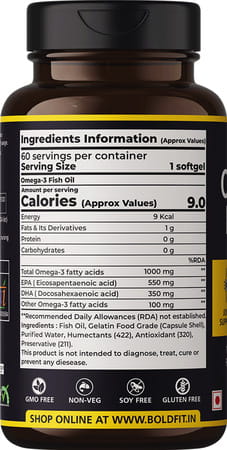 Ingredients Information (Approx Values)
60 servings per container
Serving Size 1 softgel
Omega-3 Fish Oil
Amount per serving
Calories (Approx Values) 9.0
Energy 9 Kcal
Fats & Its Derivatives 1 g
Protein 0 g
Carbohydrates 0 g
%RDA
Total Omega-3 fatty acids 1000 mg **
EPA ( Eicosapentaenoic acid) 550 mg **
DHA ( Docosahexaenoic acid) 350 mg **
Other Omega-3 fatty acids 100 mg **
**Recommended Daily Allowances (RDA) not established.
Ingredients : Fish Oil, Gelatin Food Grade (Capsule Shell),
Purified Water, Humectants (422), Antioxidant (320),
Preservative (211).
This product is not intended to diagnose, treat, cure or
prevent any diesease.
GMO FREE NON-VEG SOY FREE GLUTEN FREE
SHOP ONLINE AT WWW.BOLDFIT.IN